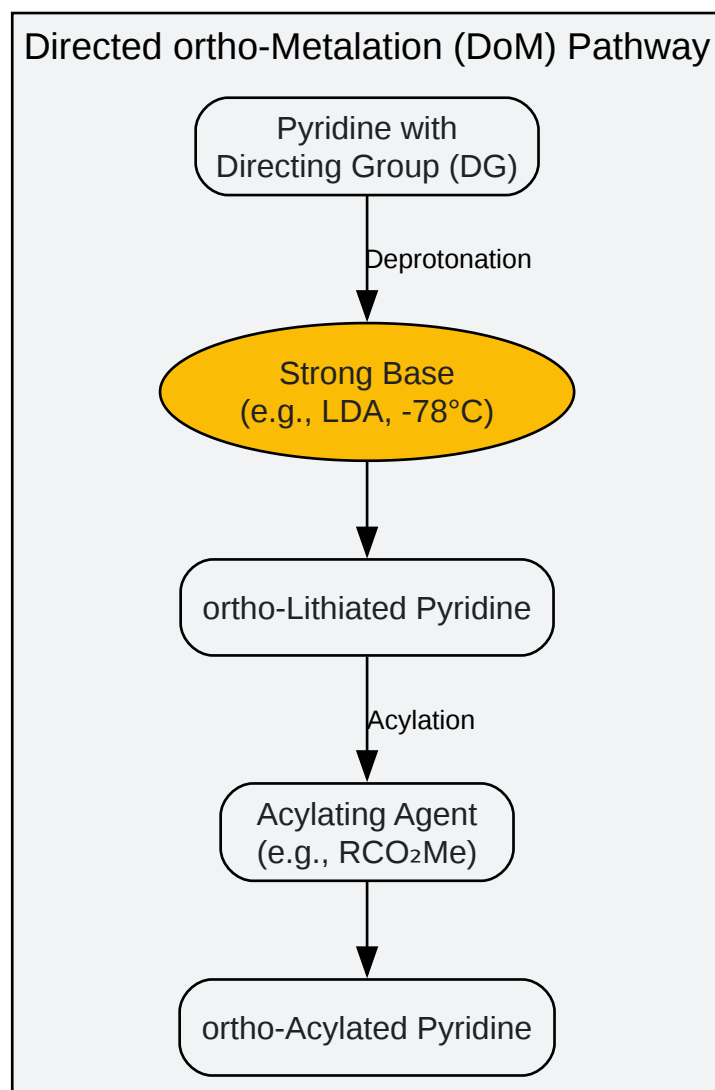 Directed ortho-Metalation (DoM) Pathway
Pyridine with
Directing Group (DG)
Deprotonation
Strong Base
(e.g., LDA, -78°C)
ortho-Lithiated Pyridine
Acylation
Acylating Agent
(e.g., RCO₂Me)
ortho-Acylated Pyridine